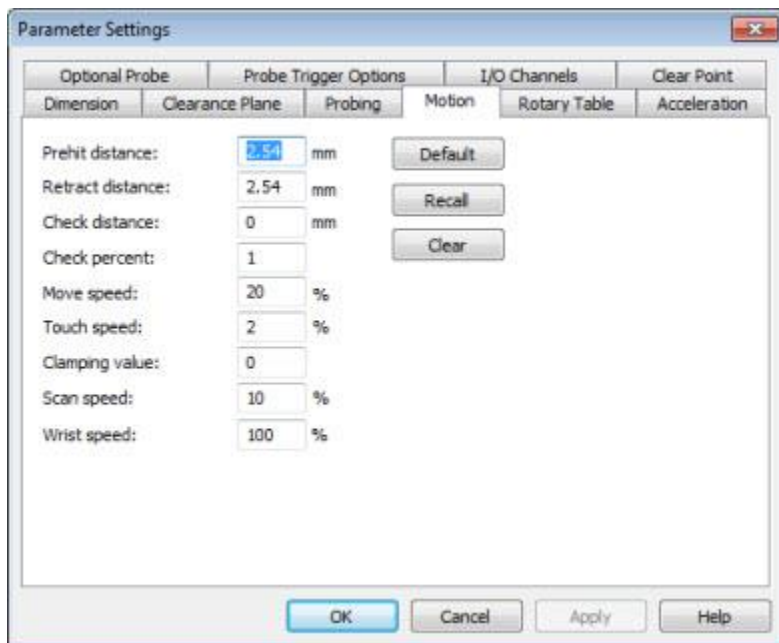 Parameter Settings
Optional Probe Probe Trigger Options I/O Channels Clear Point
Dimension Clearance Plane Probing Motion Rotary Table Acceleration
Prehit distance: 2.54 mm Default
Retract distance: 2.54 mm Recall
Check distance: 0 mm Clear
Check percent: 1
Move speed: 20 %
Touch speed: 2 %
Clamping value: 0
Scan speed: 10 %
Wrist speed: 100 %
OK Cancel Apply Help